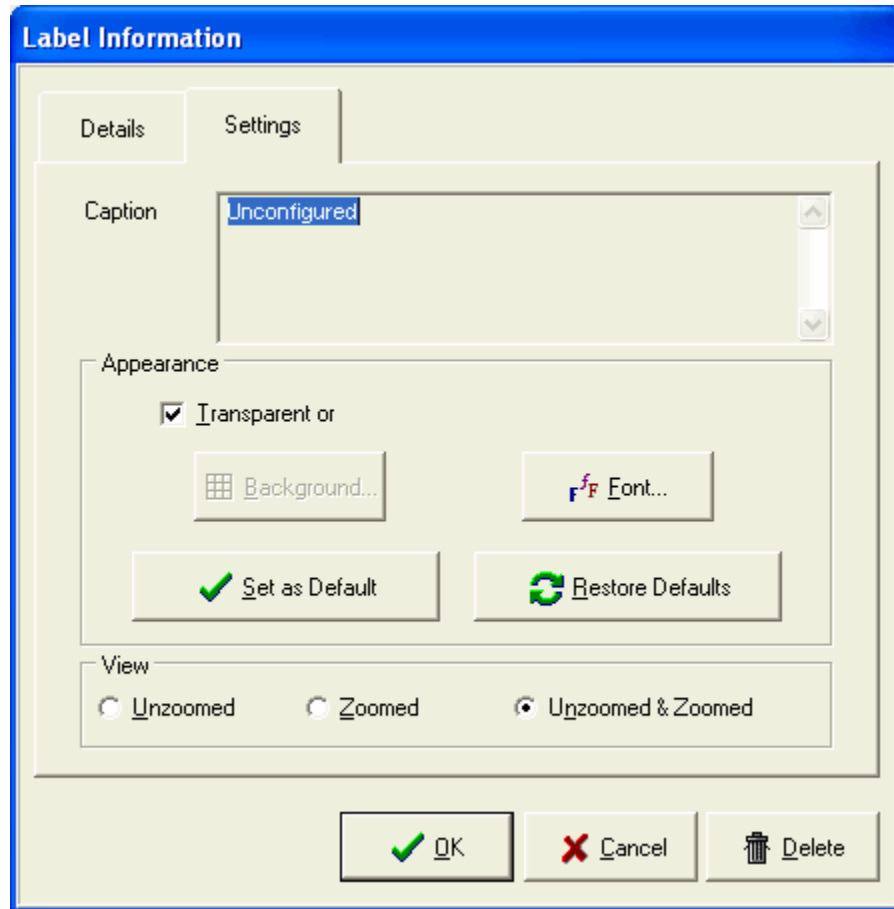 Label Information
Details Settings
Caption Unconfigured
Appearance
Transparent or
Background... Font...
Set as Default Restore Defaults
View
Unzoomed Zoomed Unzoomed & Zoomed
OK Cancel Delete